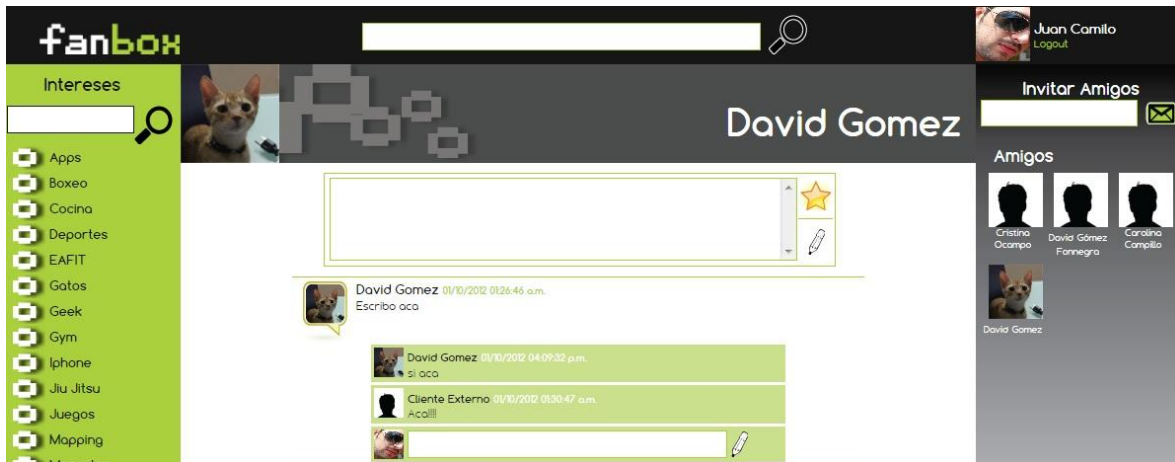 fanbox
Juan Camilo
Logout
Intereses
Apps
Boxeo
Cocina
Deportes
EAFIT
Gatos
Geek
Gym
Iphone
Jiu Jitsu
Juegos
Mapping
David Gomez
David Gomez 01/10/2012 01:26:46 a.m.
Escribo aca
David Gomez 01/10/2012 04:09:32 p.m.
si aca
Cliente Externo 01/10/2012 01:30:47 a.m.
Aca!!!!
Invitar Amigos
Amigos
Cristina
Ocampo
David Gómez
Fonnegra
Carolina
Campillo
David Gomez